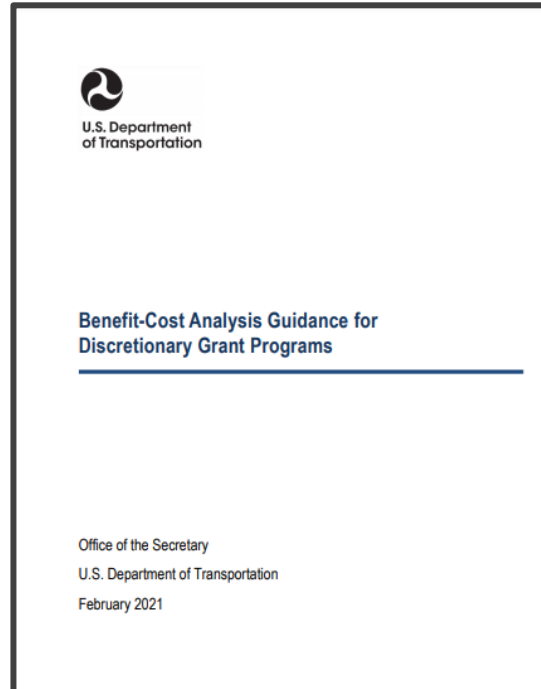 U.S. Department
of Transportation
Benefit-Cost Analysis Guidance for
Discretionary Grant Programs
Office of the Secretary
U.S. Department of Transportation
February 2021